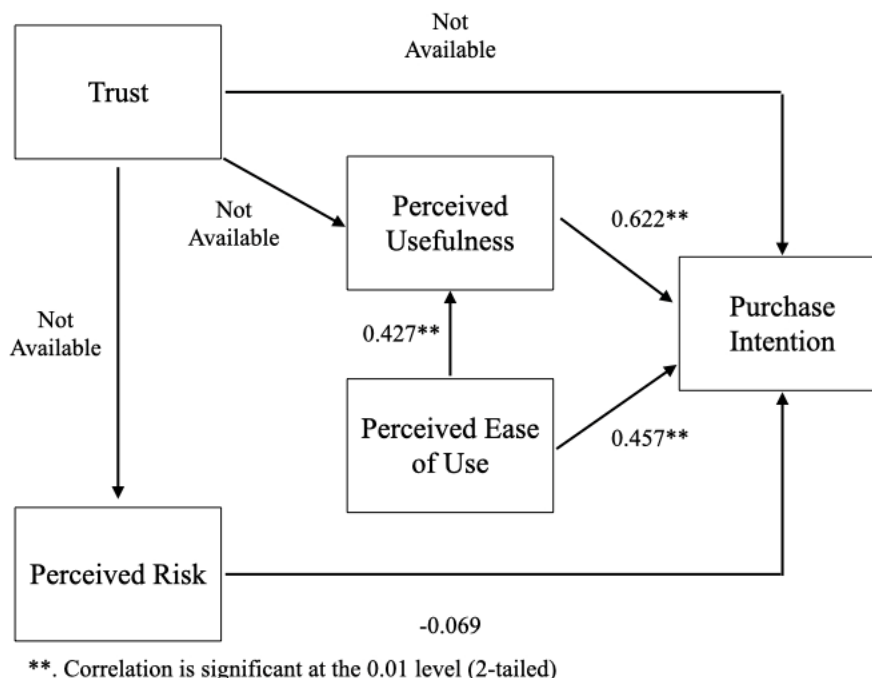 Not
Available
Trust
Not
Available
Perceived
Usefulness
0.622**
Not
Available
0.427**
Purchase
Intention
Perceived Ease
of Use
0.457**
Perceived Risk
-0.069
**. Correlation is significant at the 0.01 level (2-tailed)